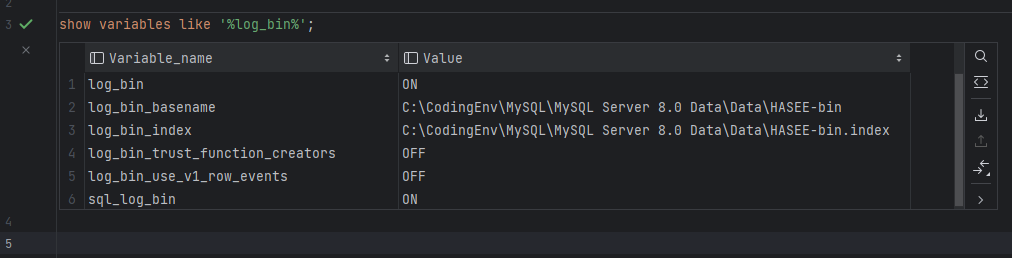 2
3 show variables like '%log_bin%';
Variable_name Value
1 log_bin ON
2 log_bin_basename C:\CodingEnv\MySQL\MySQL Server 8.0 Data\Data\HASEE-bin
3 log_bin_index C:\CodingEnv\MySQL\MySQL Server 8.0 Data\Data\HASEE-bin.index
4 log_bin_trust_function_creators OFF
5 log_bin_use_v1_row_events OFF
6 sql_log_bin ON
4
5